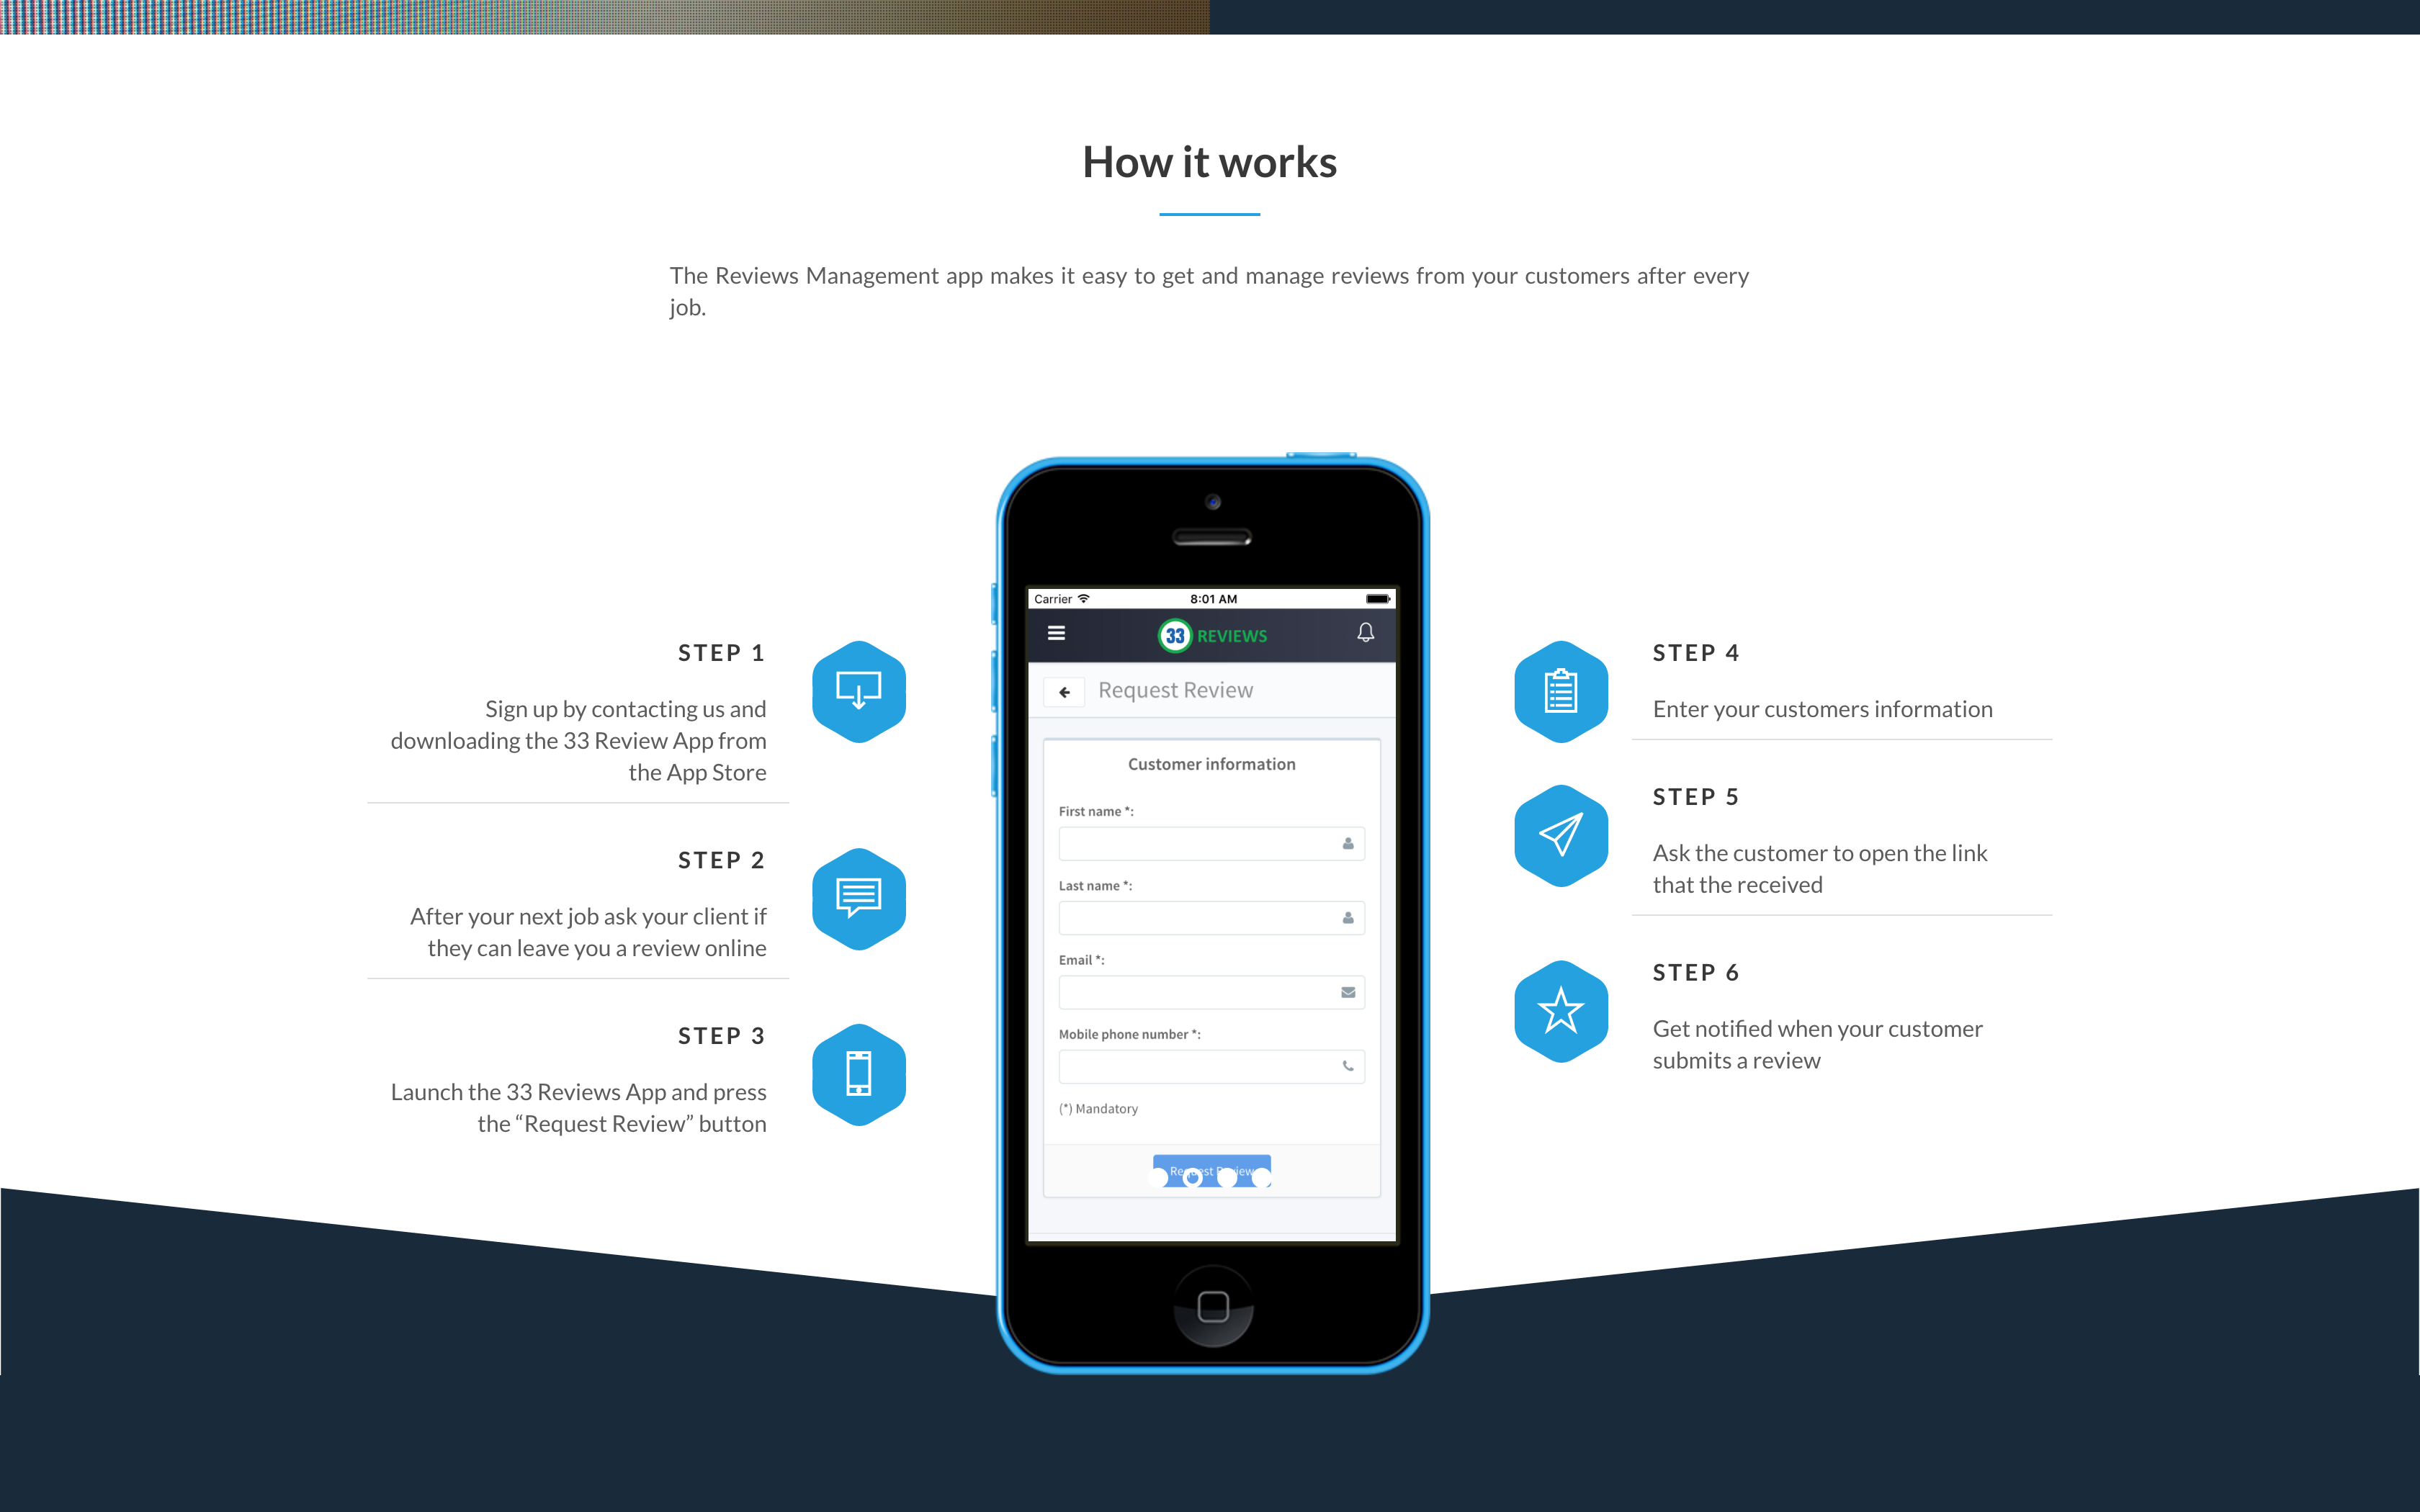 How it works
The Reviews Management app makes it easy to get and manage reviews from your customers after every
job.
STEP 1
Sign up by contacting us and
downloading the 33 Review App from
the App Store
STEP 2
After your next job ask your client if
they can leave you a review online
STEP 3
Launch the 33 Reviews App and press
the “Request Review” button
Carrier
8:01 AM
33 REVIEWS
Request Review
Customer information
First name *:
Last name *:
Email *:
Mobile phone number *:
(*) Mandatory
Request Review
STEP 4
Enter your customers information
STEP 5
Ask the customer to open the link
that the received
STEP 6
Get notified when your customer
submits a review